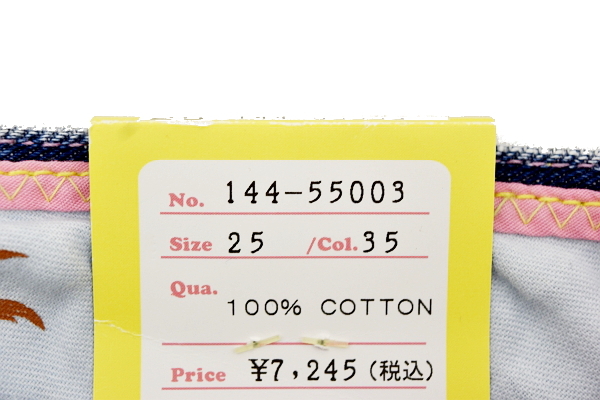 No. 144-55003
Size 25 /Col. 35
Qua.
100% COTTON
Price ¥7,245(税込)